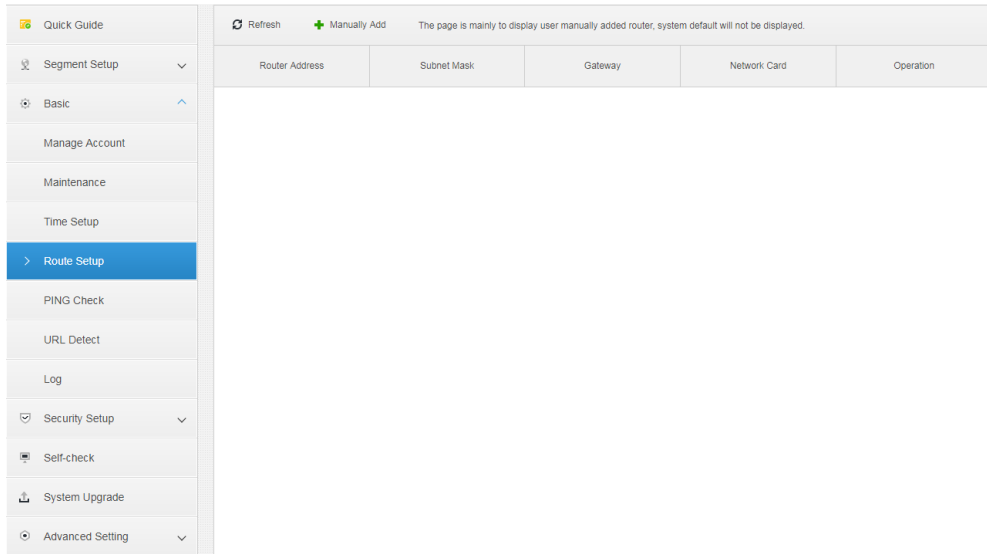 Quick Guide
Segment Setup
Basic
Manage Account
Maintenance
Time Setup
Route Setup
PING Check
URL Detect
Log
Security Setup
Self-check
System Upgrade
Advanced Setting
Refresh Manually Add The page is mainly to display user manually added router, system default will not be displayed.
Router Address Subnet Mask Gateway Network Card Operation